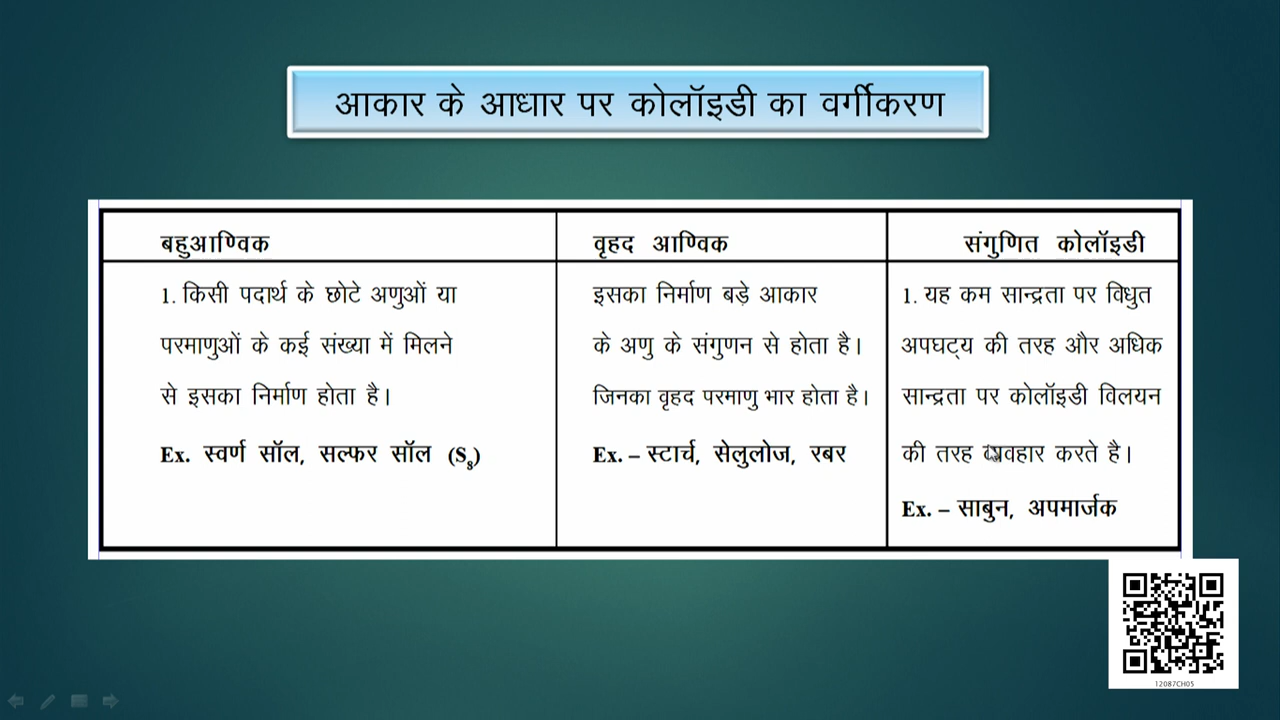 आकार के आधार पर कोलॉइडी का वर्गीकरण
बहुआण्विक
1. किसी पदार्थ के छोटे अणुओं या
परमाणुओं के कई संख्या में मिलने
से इसका निर्माण होता है।
Ex. स्वर्ण सॉल, सल्फर सॉल (S₈)
वृहद आण्विक
इसका निर्माण बड़े आकार
के अणु के संगुणन से होता है।
जिनका वृहद परमाणु भार होता है।
Ex. – स्टार्च, सेलुलोज, रबर
संगुणित कोलॉइडी
1. यह कम सान्द्रता पर विधुत
अपघट्य की तरह और अधिक
सान्द्रता पर कोलॉइडी विलयन
की तरह व्यवहार करते है।
Ex. – साबुन, अपमार्जक
12087CH05